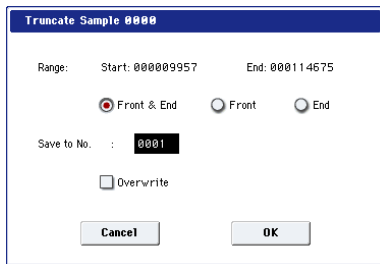 Truncate Sample 0000
Range: Start: 000009957 End: 000114675
Front & End Front End
Save to No. : 0001
Overwrite
Cancel OK